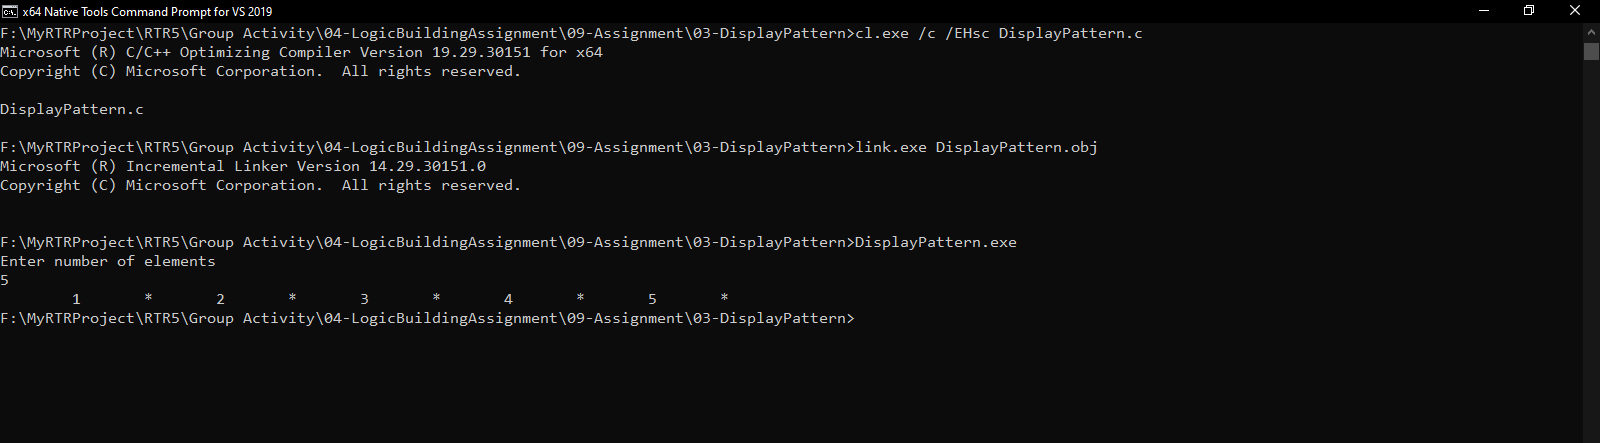 x64 Native Tools Command Prompt for VS 2019
F:\MyRTRProject\RTR5\Group Activity\04-LogicBuildingAssignment\09-Assignment\03-DisplayPattern>cl.exe /c /EHsc DisplayPattern.c
Microsoft (R) C/C++ Optimizing Compiler Version 19.29.30151 for x64
Copyright (C) Microsoft Corporation.  All rights reserved.
DisplayPattern.c
F:\MyRTRProject\RTR5\Group Activity\04-LogicBuildingAssignment\09-Assignment\03-DisplayPattern>link.exe DisplayPattern.obj
Microsoft (R) Incremental Linker Version 14.29.30151.0
Copyright (C) Microsoft Corporation.  All rights reserved.
F:\MyRTRProject\RTR5\Group Activity\04-LogicBuildingAssignment\09-Assignment\03-DisplayPattern>DisplayPattern.exe
Enter number of elements
5
        1       *       2       *       3       *       4       *       5       *
F:\MyRTRProject\RTR5\Group Activity\04-LogicBuildingAssignment\09-Assignment\03-DisplayPattern>